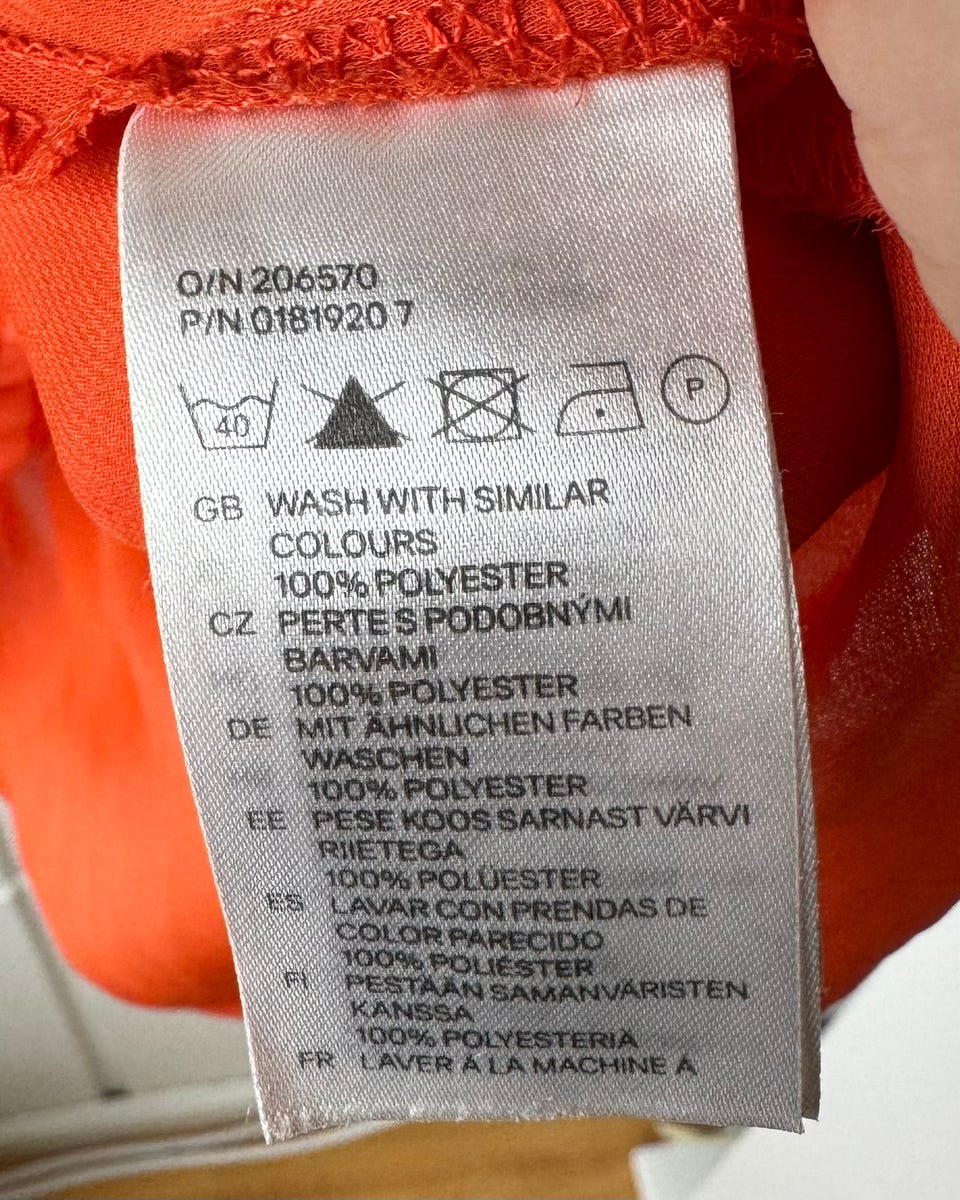 O/N 206570
P/N 0181920 7
40 P
GB WASH WITH SIMILAR
COLOURS
100% POLYESTER
CZ PERTE S PODOBNÝMI
BARVAMI
100% POLYESTER
DE MIT ÄHNLICHEN FARBEN
WASCHEN
100% POLYESTER
EE PESE KOOS SARNAST VÄRVI
RIIETEGA
100% POLÜESTER
ES LAVAR CON PRENDAS DE
COLOR PARECIDO
100% POLIÉSTER
FI PESTÄÄN SAMANVÄRISTEN
KANSSA
100% POLYESTERIÄ
FR LAVER À LA MACHINE À